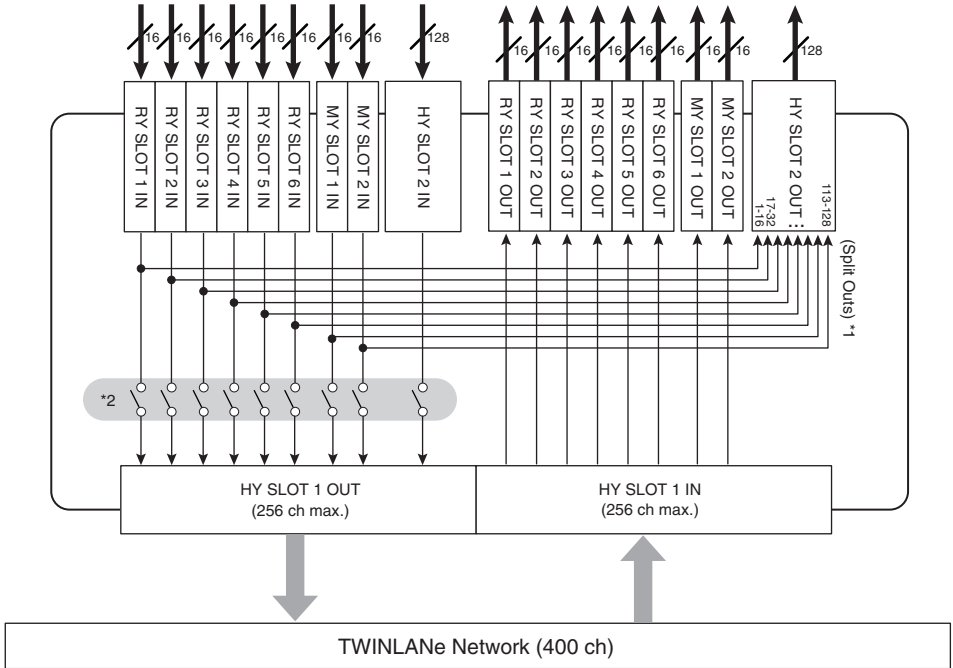 16 16 16 16 16 16 16 16 128 16 16 16 16 16 16 16 16 128
RY SLOT 1 IN
RY SLOT 2 IN
RY SLOT 3 IN
RY SLOT 4 IN
RY SLOT 5 IN
RY SLOT 6 IN
MY SLOT 1 IN
MY SLOT 2 IN
HY SLOT 2 IN
RY SLOT 1 OUT
RY SLOT 2 OUT
RY SLOT 3 OUT
RY SLOT 4 OUT
RY SLOT 5 OUT
RY SLOT 6 OUT
MY SLOT 1 OUT
MY SLOT 2 OUT
HY SLOT 2 OUT
1-16
17-32
...
113-128
(Split Outs) *1
*2
HY SLOT 1 OUT
(256 ch max.)
HY SLOT 1 IN
(256 ch max.)
TWINLANe Network (400 ch)